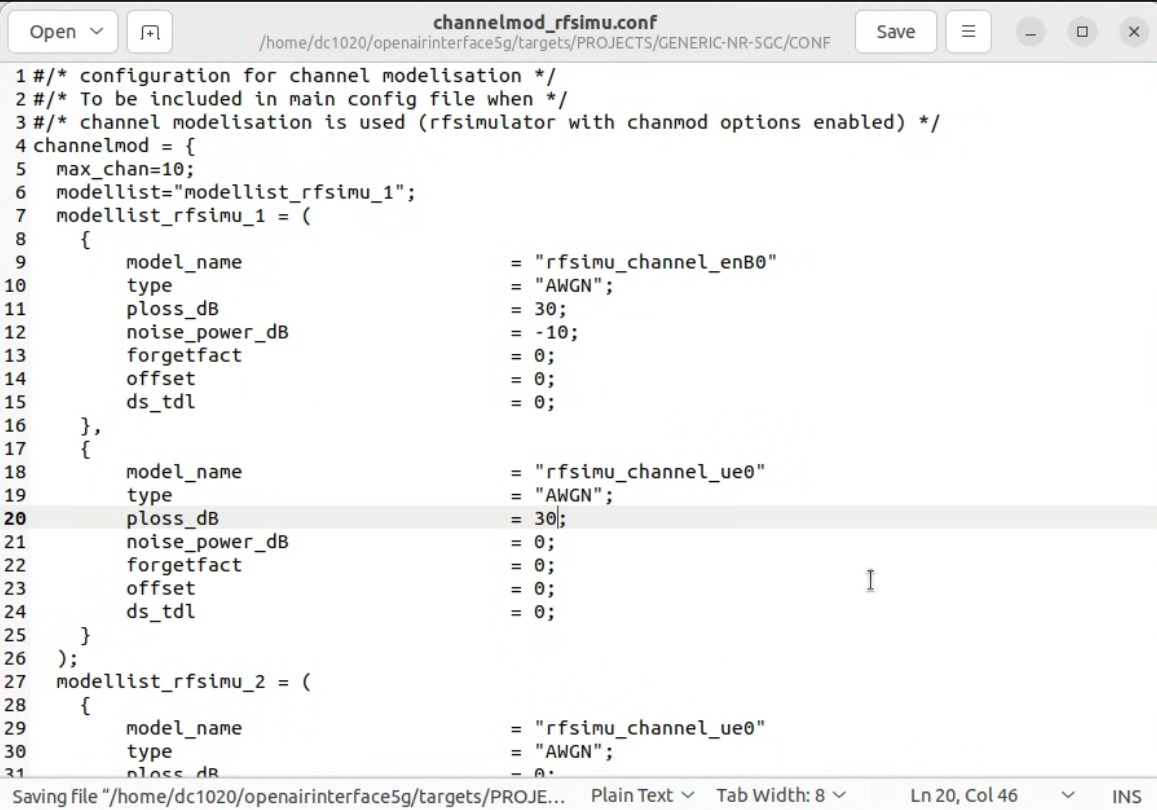 Open
channelmod_rfsimu.conf
/home/dc1020/openairinterface5g/targets/PROJECTS/GENERIC-NR-5GC/CONF
Save
1 #/* configuration for channel modelisation */
2 #/* To be included in main config file when */
3 #/* channel modelisation is used (rfsimulator with chanmod options enabled) */
4 channelmod = {
5   max_chan=10;
6   modellist="modellist_rfsimu_1";
7   modellist_rfsimu_1 = (
8     {
9         model_name                       = "rfsimu_channel_enB0"
10         type                             = "AWGN";
11         ploss_dB                         = 30;
12         noise_power_dB                   = -10;
13         forgetfact                       = 0;
14         offset                           = 0;
15         ds_tdl                           = 0;
16     },
17     {
18         model_name                       = "rfsimu_channel_ue0"
19         type                             = "AWGN";
20         ploss_dB                         = 30;
21         noise_power_dB                   = 0;
22         forgetfact                       = 0;
23         offset                           = 0;
24         ds_tdl                           = 0;
25     }
26   );
27   modellist_rfsimu_2 = (
28     {
29         model_name                       = "rfsimu_channel_ue0"
30         type                             = "AWGN";
31         ploss_dB                         = 0;
Saving file “/home/dc1020/openairinterface5g/targets/PROJE... Plain Text Tab Width: 8 Ln 20, Col 46 INS